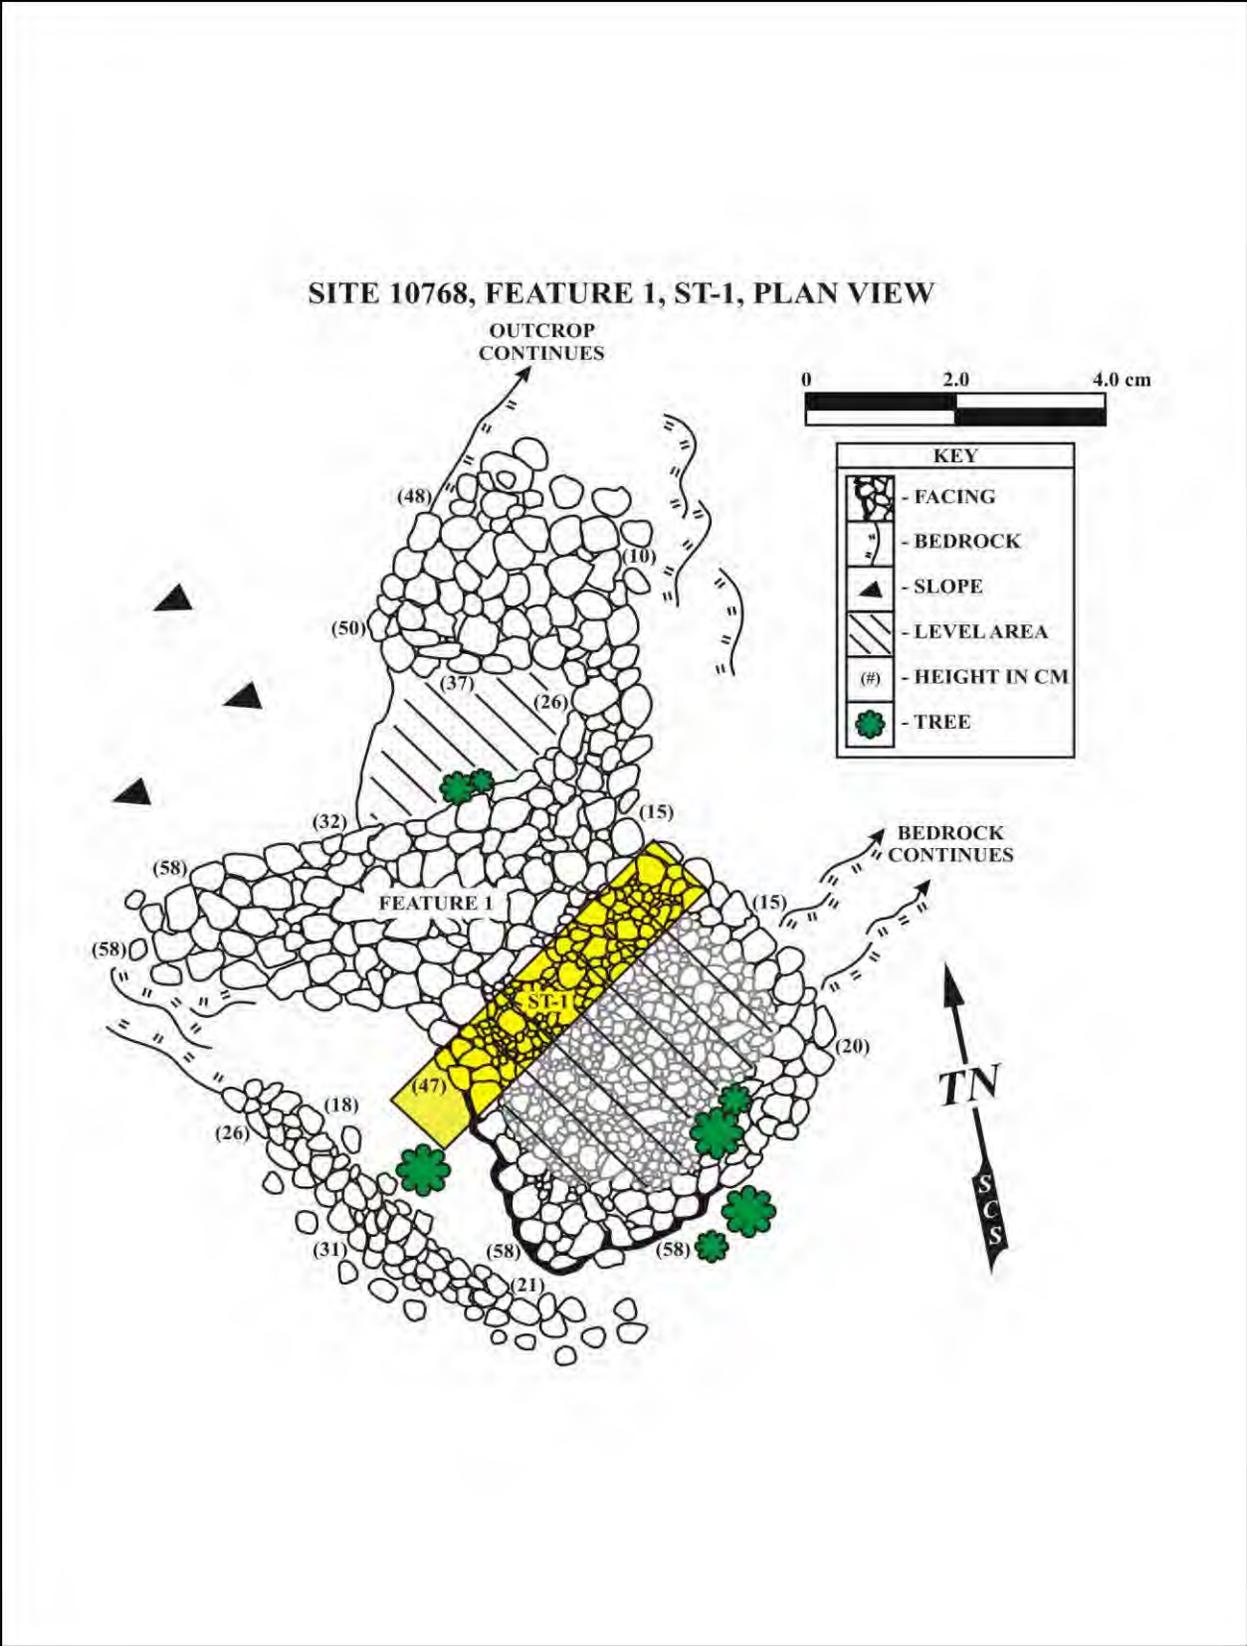 SITE 10768, FEATURE 1, ST-1, PLAN VIEW
OUTCROP
CONTINUES
0 2.0 4.0 cm
KEY
- FACING
- BEDROCK
- SLOPE
- LEVEL AREA
(#) - HEIGHT IN CM
- TREE
(48)
(10)
(50)
(37)
(26)
(15)
(32)
(58)
BEDROCK
CONTINUES
FEATURE 1
(15)
(58)
ST-1
(20)
(47)
TN
(18)
(26)
SCS
(31)
(58)
(58)
(21)